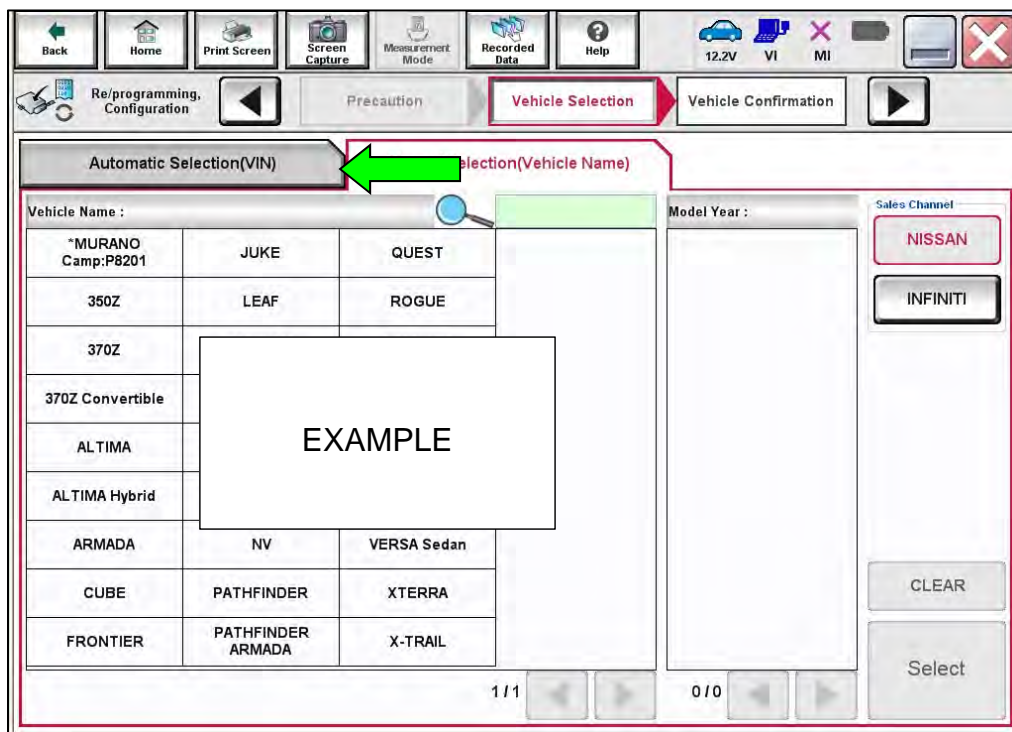 Back
Home
Print Screen
Screen
Capture
Measurement
Mode
Recorded
Data
Help
12.2V
VI
MI
Re/programming,
Configuration
Precaution
Vehicle Selection
Vehicle Confirmation
Automatic Selection(VIN)
election(Vehicle Name)
Vehicle Name :
Model Year :
Sales Channel
*MURANO
Camp:P8201
JUKE
QUEST
NISSAN
350Z
LEAF
ROGUE
INFINITI
370Z
370Z Convertible
ALTIMA
EXAMPLE
ALTIMA Hybrid
ARMADA
NV
VERSA Sedan
CUBE
PATHFINDER
XTERRA
CLEAR
FRONTIER
PATHFINDER
ARMADA
X-TRAIL
Select
1/1
0/0